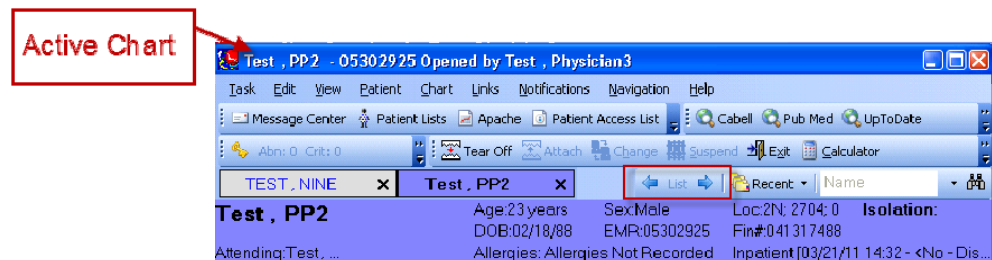 Active Chart
Test , PP2 - 05302925 Opened by Test , Physician3
Task Edit View Patient Chart Links Notifications Navigation Help
Message Center Patient Lists Apache Patient Access List Cabell Pub Med UpToDate
Abn: 0 Crit: 0 Tear Off Attach Change Suspend Exit Calculator
TEST, NINE × Test, PP2 × List Recent Name
Test , PP2 Age:23 years Sex:Male Loc:2N; 2704; 0 Isolation:
DOB:02/18/88 EMR:05302925 Fin#:041317488
Attending:Test, ... Allergies: Allergies Not Recorded Inpatient [03/21/11 14:32 - <No - Dis...